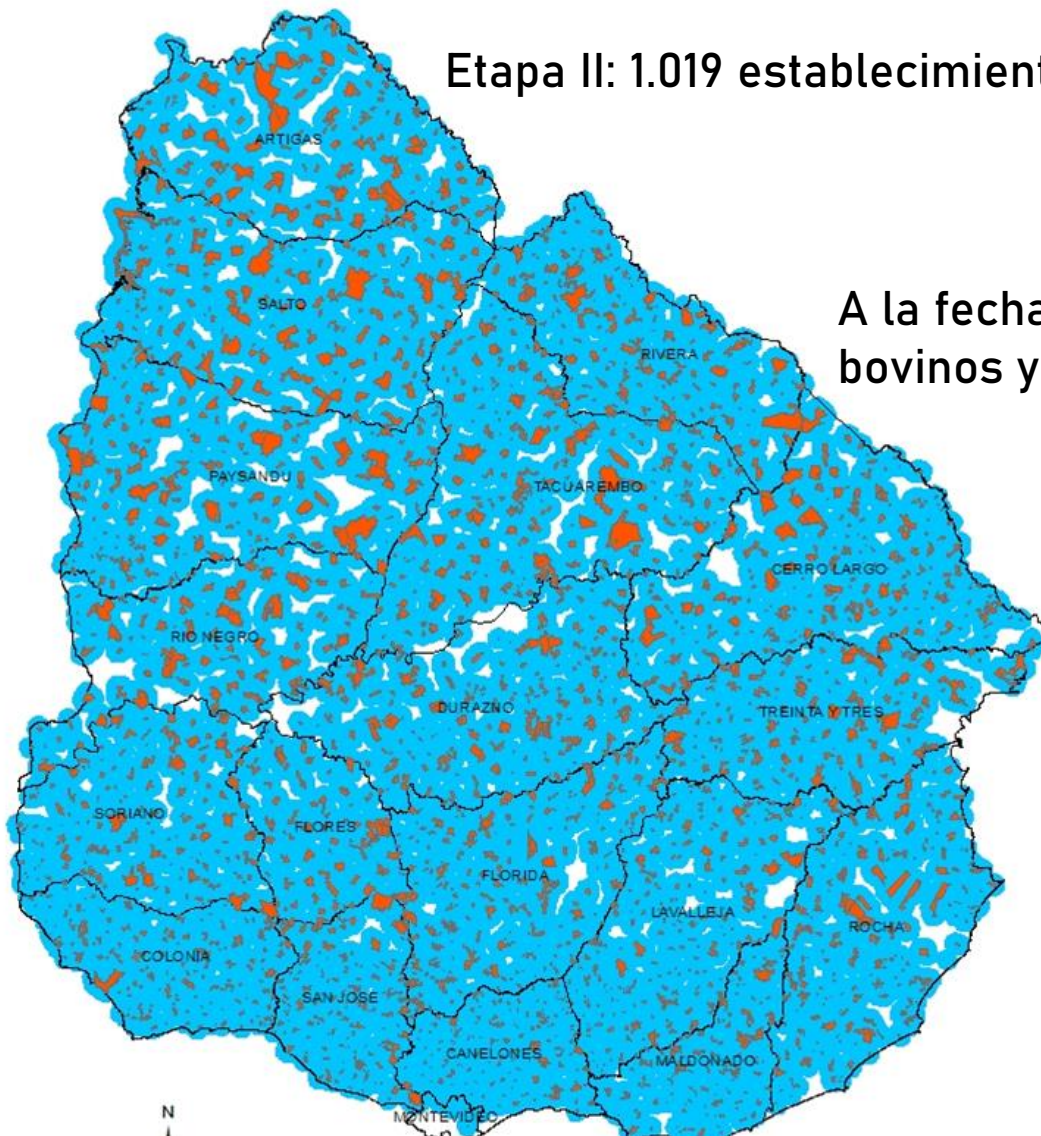 Etapa II: 1.019 establecimient
ARTIGAS
A la fecha
bovinos y
SALTO
RIVERA
PAYSANDU
TACUAREMBO
CERRO LARGO
RIO NEGRO
DURAZNO
TREINTA Y TRES
SORIANO
FLORES
FLORIDA
LAVALLEJA
ROCHA
COLONIA
SAN JOSE
CANELONES
MALDONADO
MONTEVIDEO
N